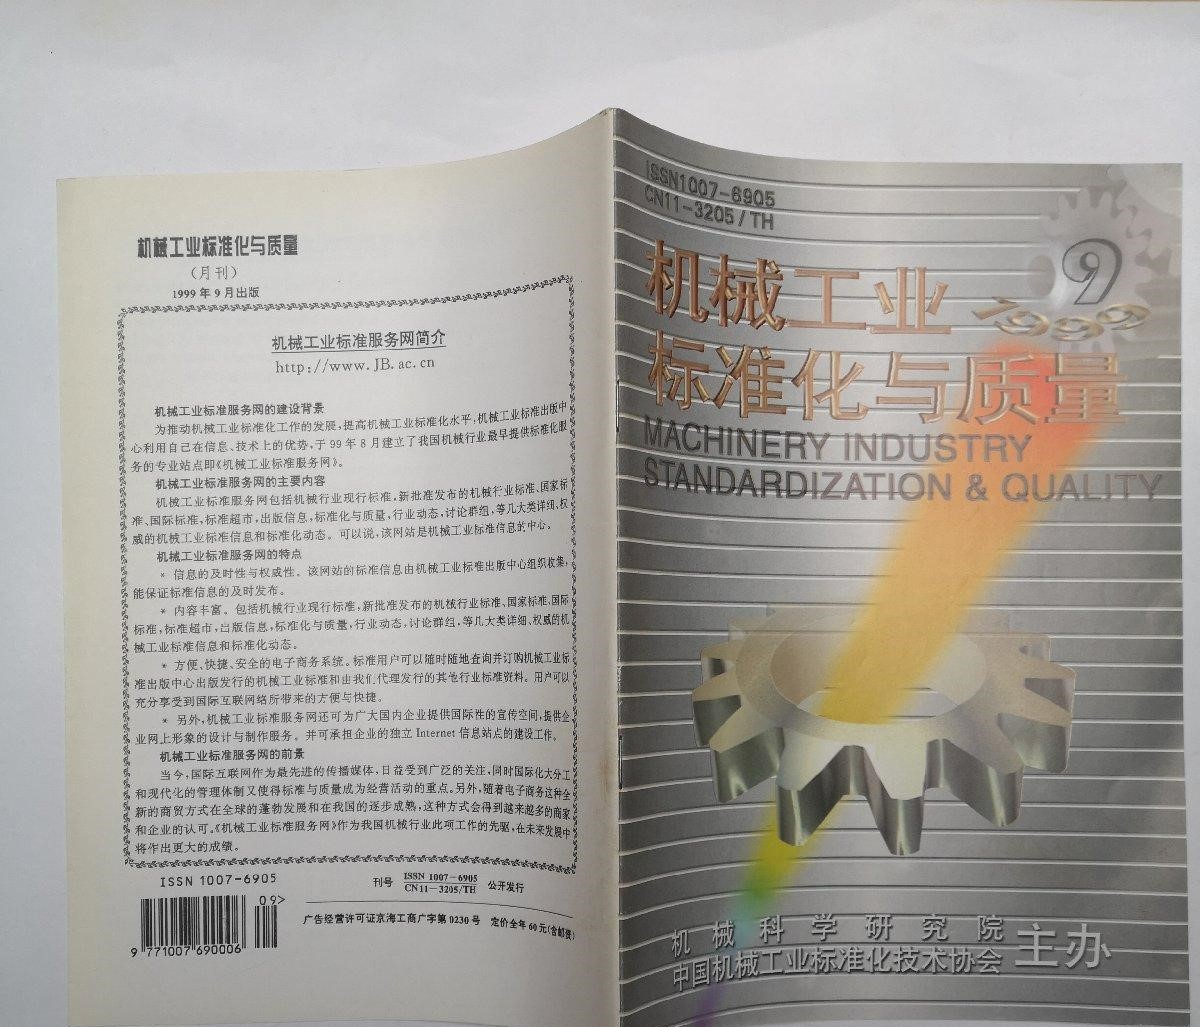 机械工业标准化与质量
(月刊)
1999年9月出版
机械工业标准服务网简介
http://www.JB.ac.cn
机械工业标准服务网的建设背景
为推动机械工业标准化工作的发展,提高机械工业标准化水平,机械工业标准出版中
心利用自己在信息、技术上的优势,于99年8月建立了我国机械行业最早提供标准化服
务的专业站点即《机械工业标准服务网》。
机械工业标准服务网的主要内容
机械工业标准服务网包括机械行业现行标准,新批准发布的机械行业标准、国家标
准、国际标准,标准超市,出版信息,标准化与质量,行业动态,讨论群组,等几大类详细、权
威的机械工业标准信息和标准化动态。可以说,该网站是机械工业标准信息的中心。
机械工业标准服务网的特点
* 信息的及时性与权威性。该网站的标准信息由机械工业标准出版中心组织收集,
能保证标准信息的及时发布。
* 内容丰富。包括机械行业现行标准,新批准发布的机械行业标准、国家标准、国际
标准,标准超市,出版信息,标准化与质量,行业动态,讨论群组,等几大类详细、权威的机
械工业标准信息和标准化动态。
* 方便、快捷、安全的电子商务系统。标准用户可以随时随地查询并订购机械工业标
准出版中心出版发行的机械工业标准和由我们代理发行的其他行业标准资料。用户可以
充分享受到国际互联网络所带来的方便与快捷。
* 另外,机械工业标准服务网还可为广大国内企业提供国际性的宣传空间,提供企
业网上形象的设计与制作服务。并可承担企业的独立Internet信息站点的建设工作。
机械工业标准服务网的前景
当今,国际互联网作为最先进的传播媒体,日益受到广泛的关注,同时国际化大分工
和现代化的管理体制又使得标准与质量成为经营活动的重点。另外,随着电子商务这种全
新的商贸方式在全球的蓬勃发展和在我国的逐步成熟,这种方式会得到越来越多的商家
和企业的认可。《机械工业标准服务网》作为我国机械行业此项工作的先驱,在未来发展中
将作出更大的成绩。
ISSN 1007-6905
09>
9 771007 690006
刊号 ISSN 1007-6905
CN11-3205/TH 公开发行
广告经营许可证京海工商广字第0230号 定价全年60元(含邮资)
ISSN1007-6905
CN11-3205/TH
9
1999
机械工业
标准化与质量
MACHINERY INDUSTRY
STANDARDIZATION & QUALITY
机械科学研究院
中国机械工业标准化技术协会 主办